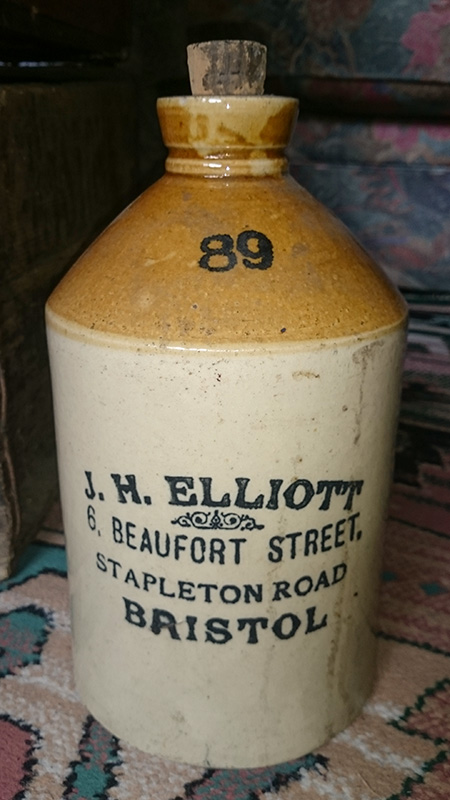 89
J. H. ELLIOTT
6. BEAUFORT STREET.
STAPLETON ROAD
BRISTOL